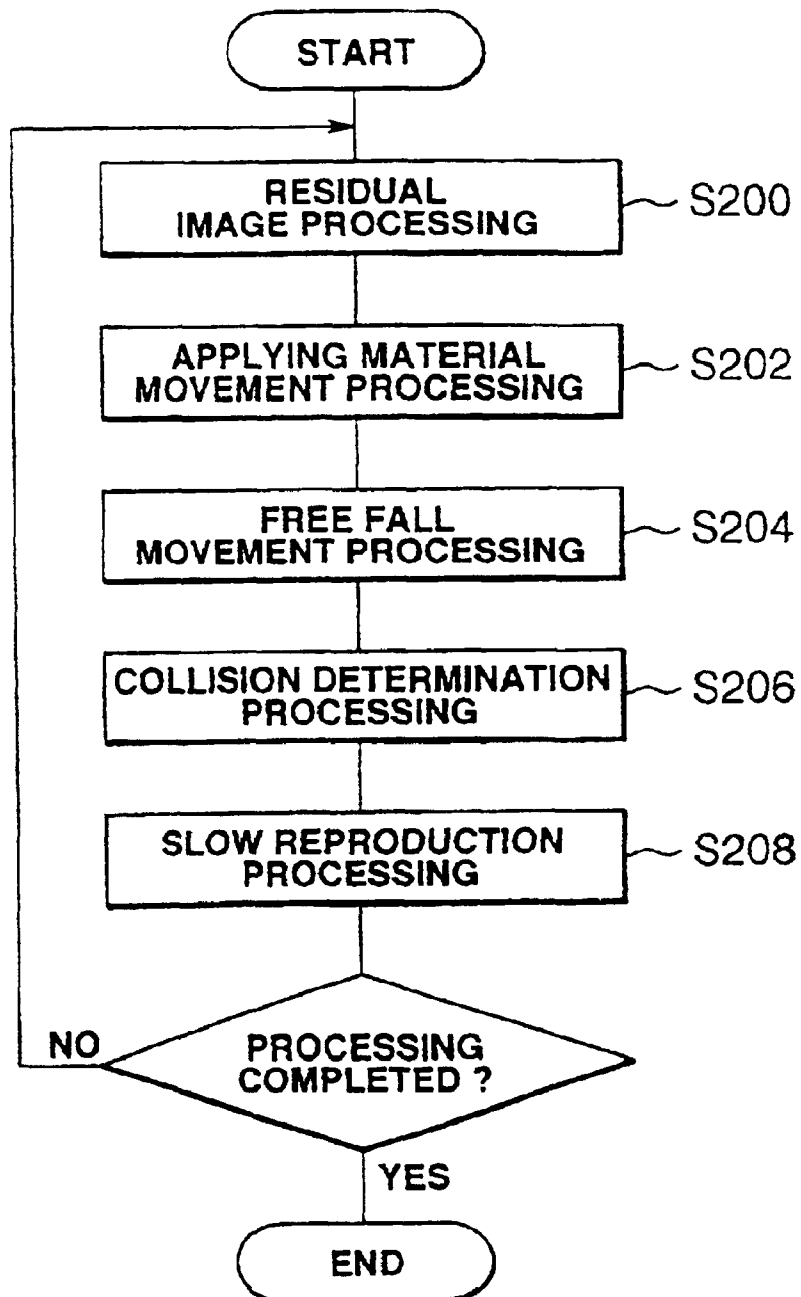 START
RESIDUAL
IMAGE PROCESSING
S200
APPLYING MATERIAL
MOVEMENT PROCESSING
S202
FREE FALL
MOVEMENT PROCESSING
S204
COLLISION DETERMINATION
PROCESSING
S206
SLOW REPRODUCTION
PROCESSING
S208
NO
PROCESSING
COMPLETED ?
YES
END